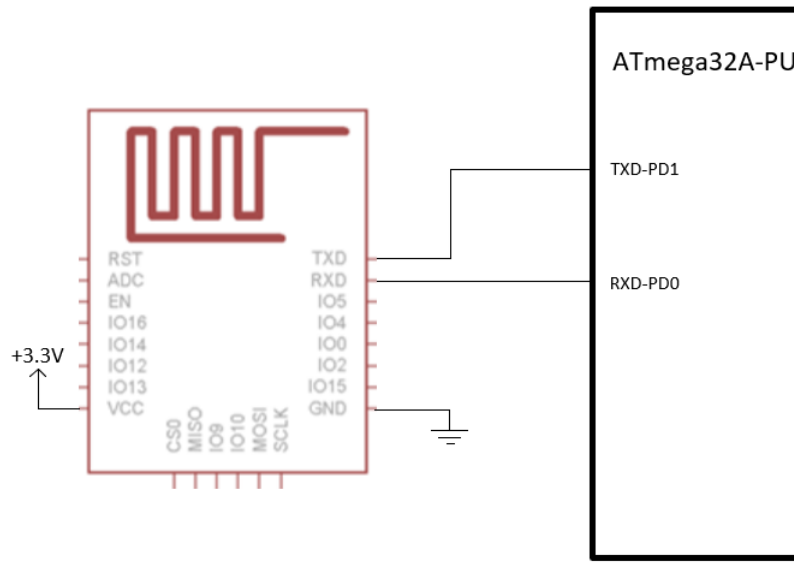 ATmega32A-PU
TXD-PD1
RXD-PD0
+3.3V
RST
ADC
EN
IO16
IO14
IO12
IO13
VCC
TXD
RXD
IO5
IO4
IO0
IO2
IO15
GND
CS0
MISO
IO9
IO10
MOSI
SCLK